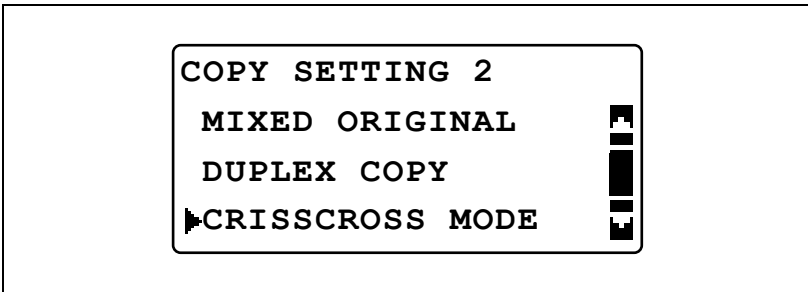 COPY SETTING 2
MIXED ORIGINAL
DUPLEX COPY
CRISSCROSS MODE